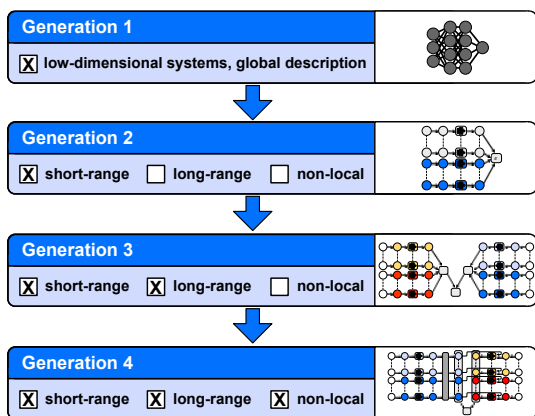 Generation 1
X low-dimensional systems, global description
Generation 2
X short-range long-range non-local
Generation 3
X short-range X long-range non-local
Generation 4
X short-range X long-range X non-local